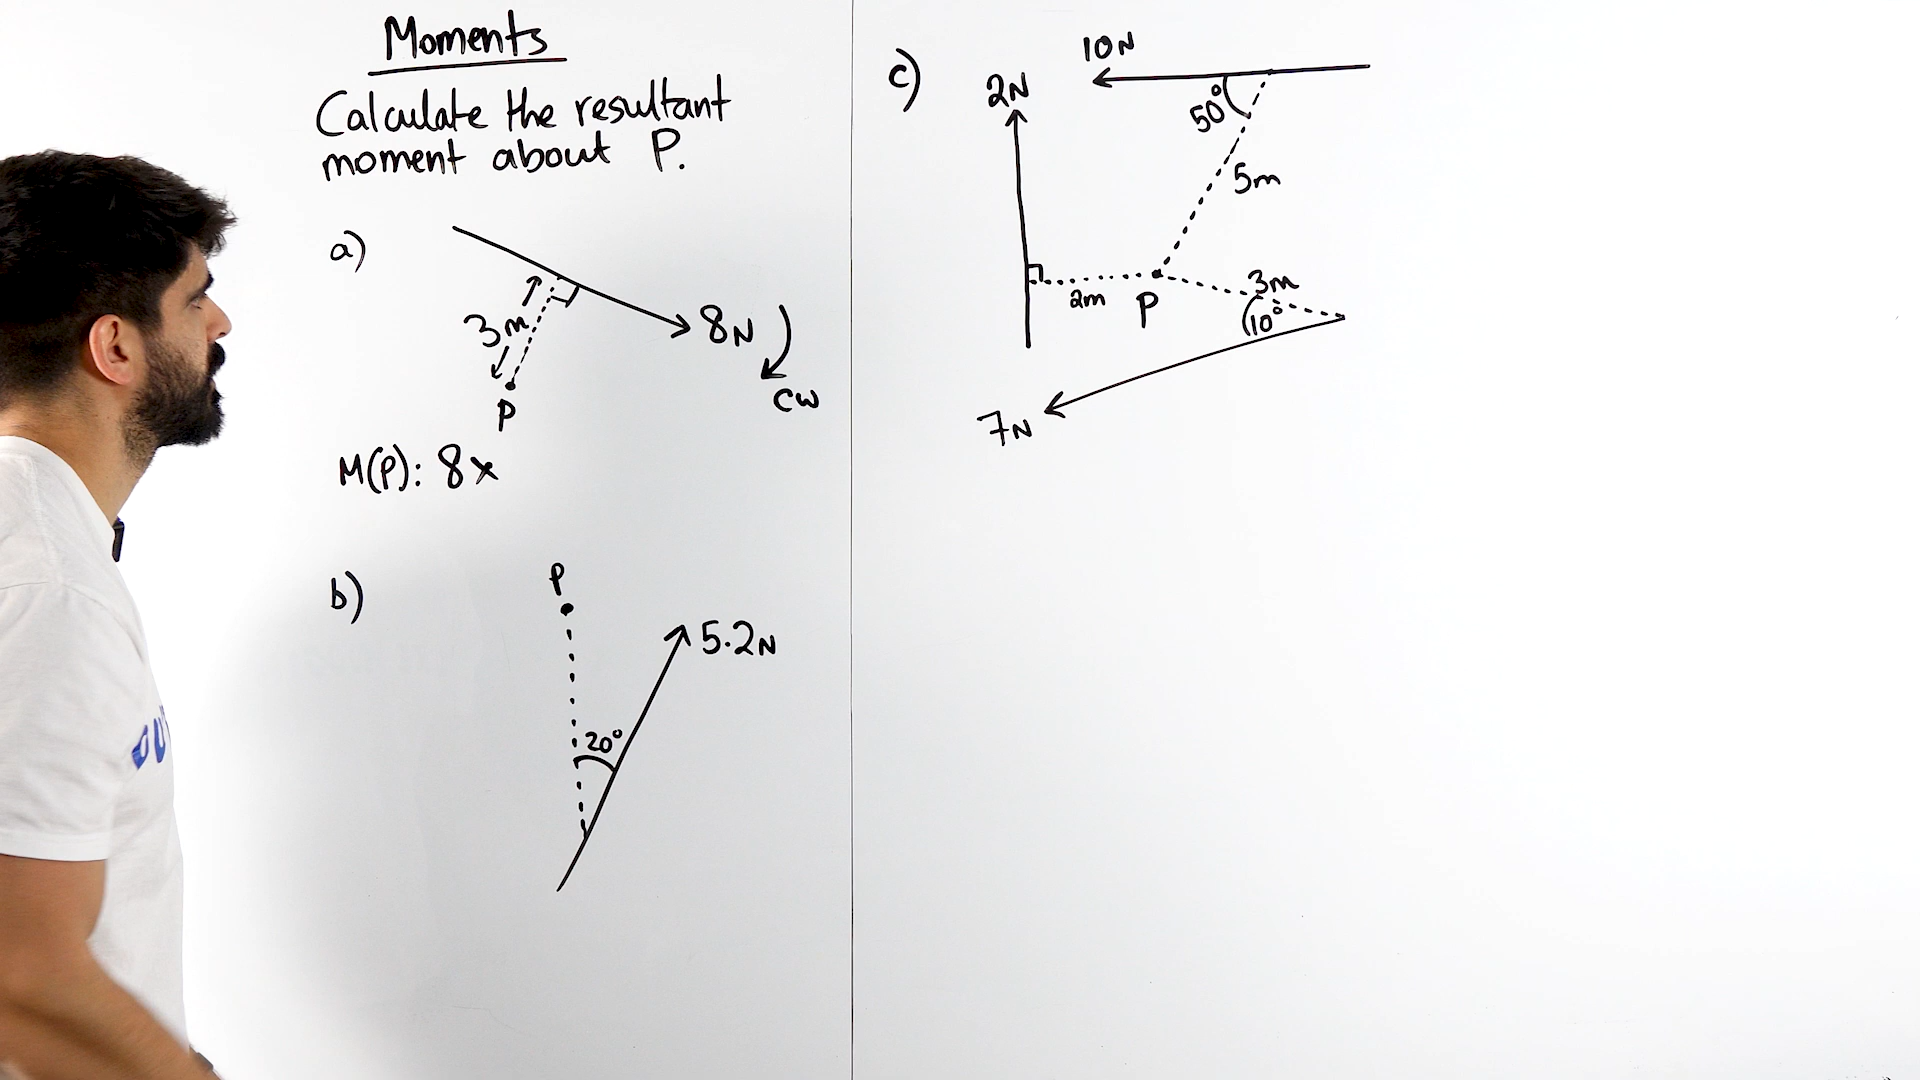 Moments
Calculate the resultant
moment about P.
a)
3m
8N
CW
P
M(P): 8×
b)
P
5.2N
20°
c)
10N
2N
50°
5m
3m
2m
P
10°
7N